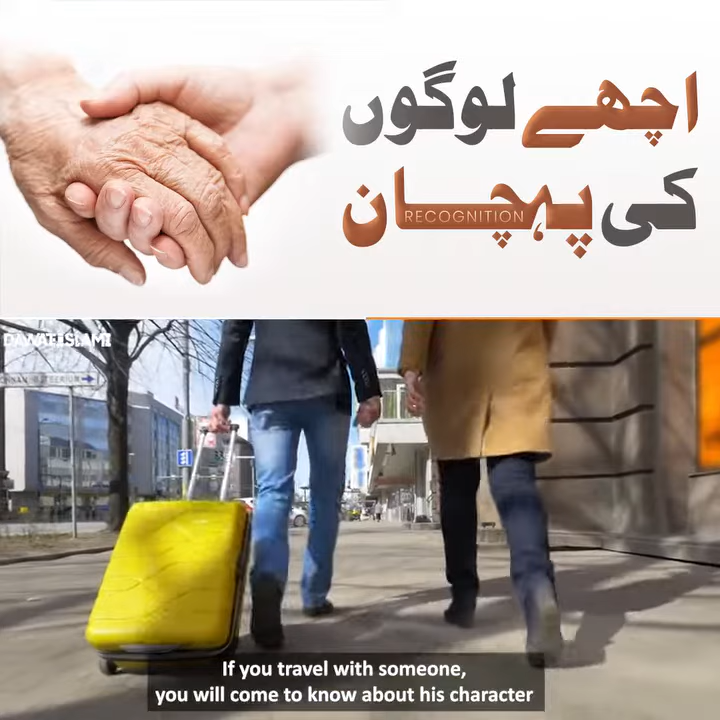 اچھے لوگوں
کی پہچان
RECOGNITION
DAWATEISLAMI
If you travel with someone,
you will come to know about his character